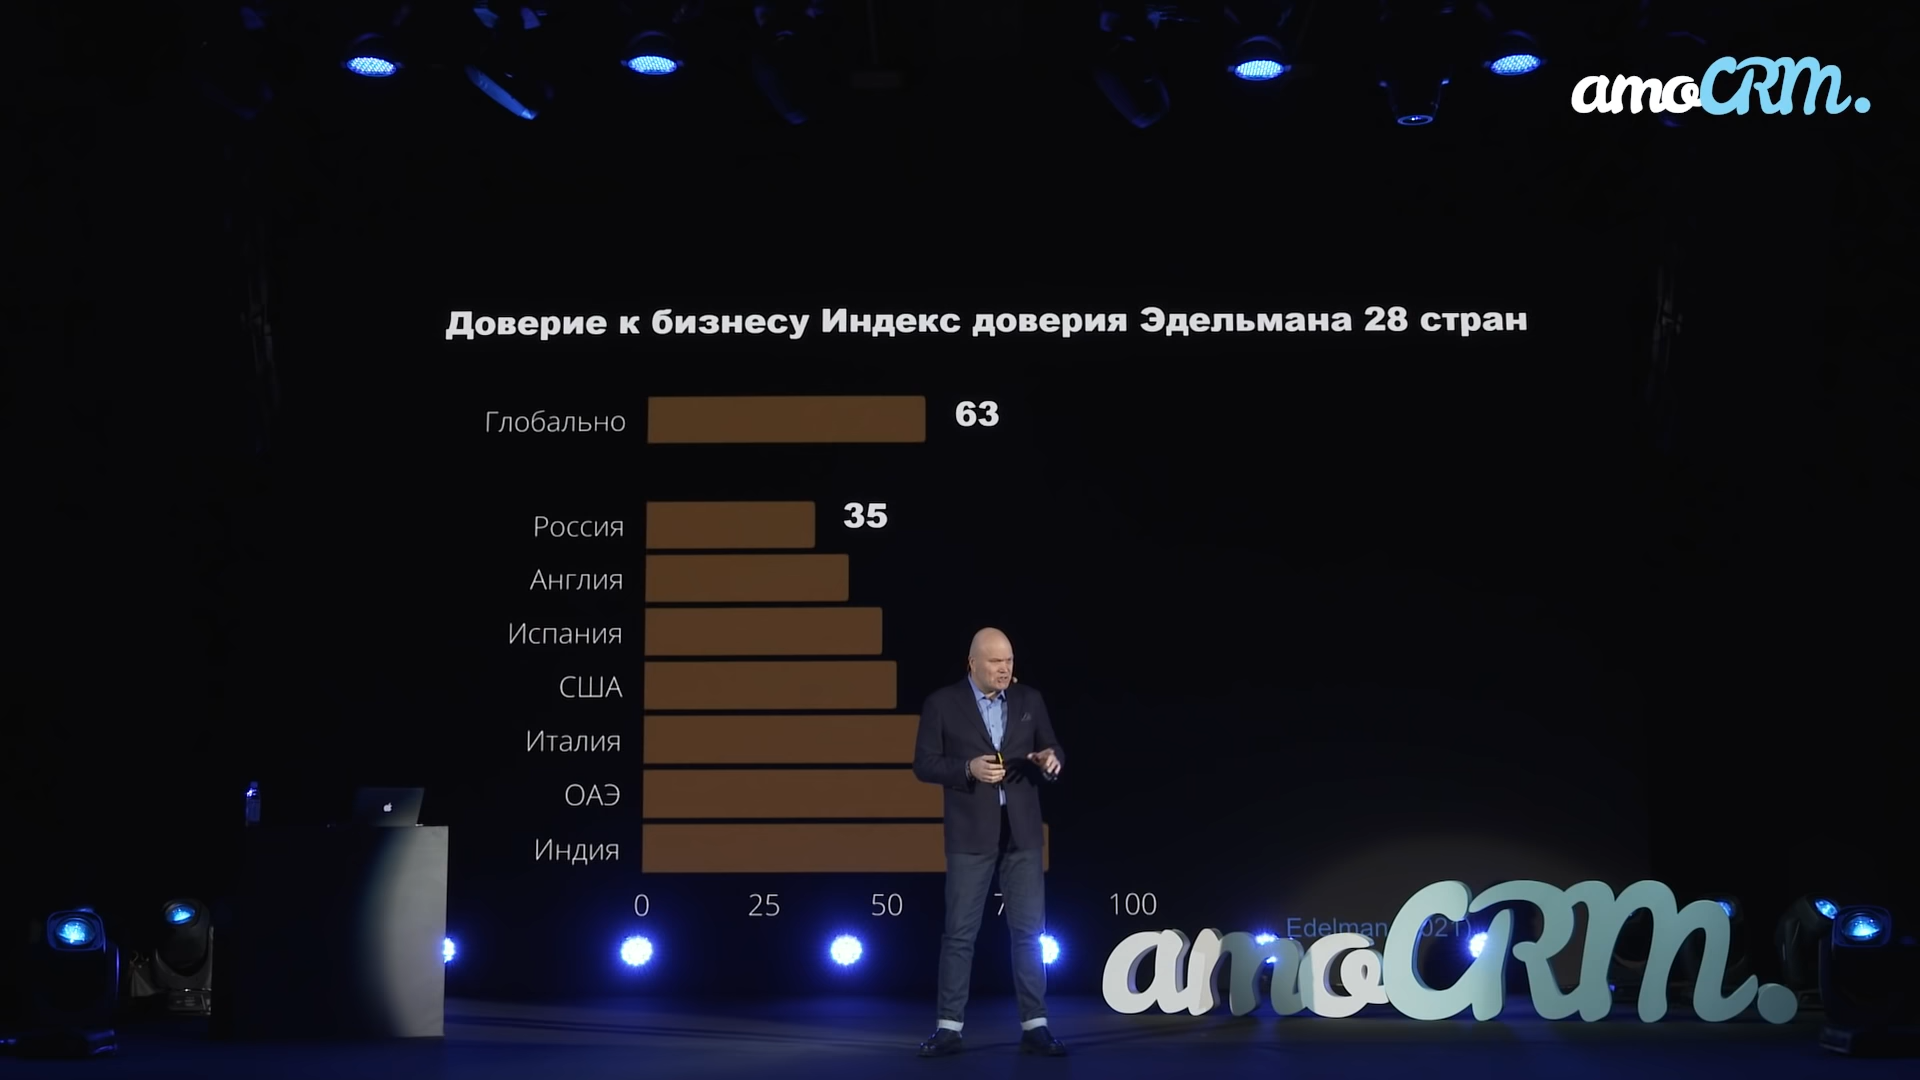 amoCRM.
Доверие к бизнесу Индекс доверия Эдельмана 28 стран
Глобально 63
Россия 35
Англия
Испания
США
Италия
ОАЭ
Индия
0 25 50 100
Edelman
amoCRM.